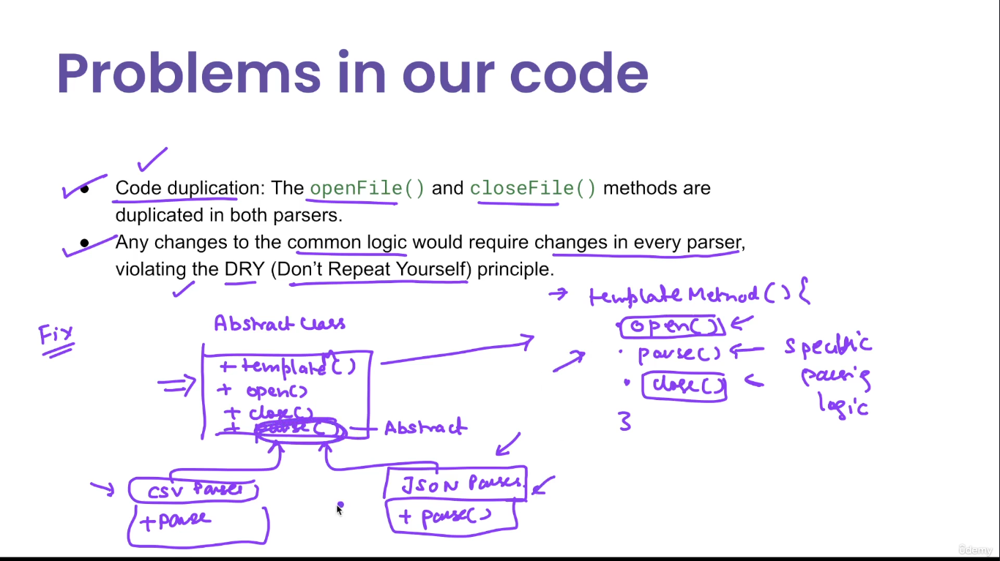 Problems in our code
● Code duplication: The openFile() and closeFile() methods are
duplicated in both parsers.
● Any changes to the common logic would require changes in every parser,
violating the DRY (Don't Repeat Yourself) principle.
→ templateMethod() {
• open() ←
• parse() ← specific
parsing
• close() ←
logic
}
Fix
Abstract class
+ templateM()
+ open()
+ close()
+ parse() — Abstract
CSV Parser
+ parse
JSON Parser
+ parse()
ûdemy